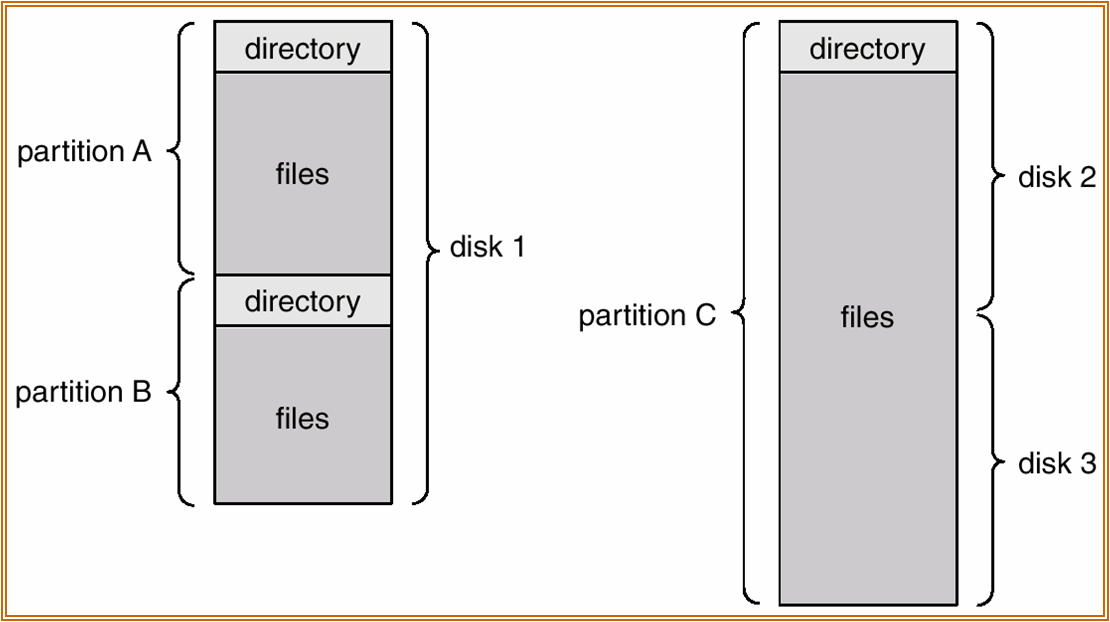 directory
partition A
files
disk 1
directory
partition B
files
directory
disk 2
partition C
files
disk 3